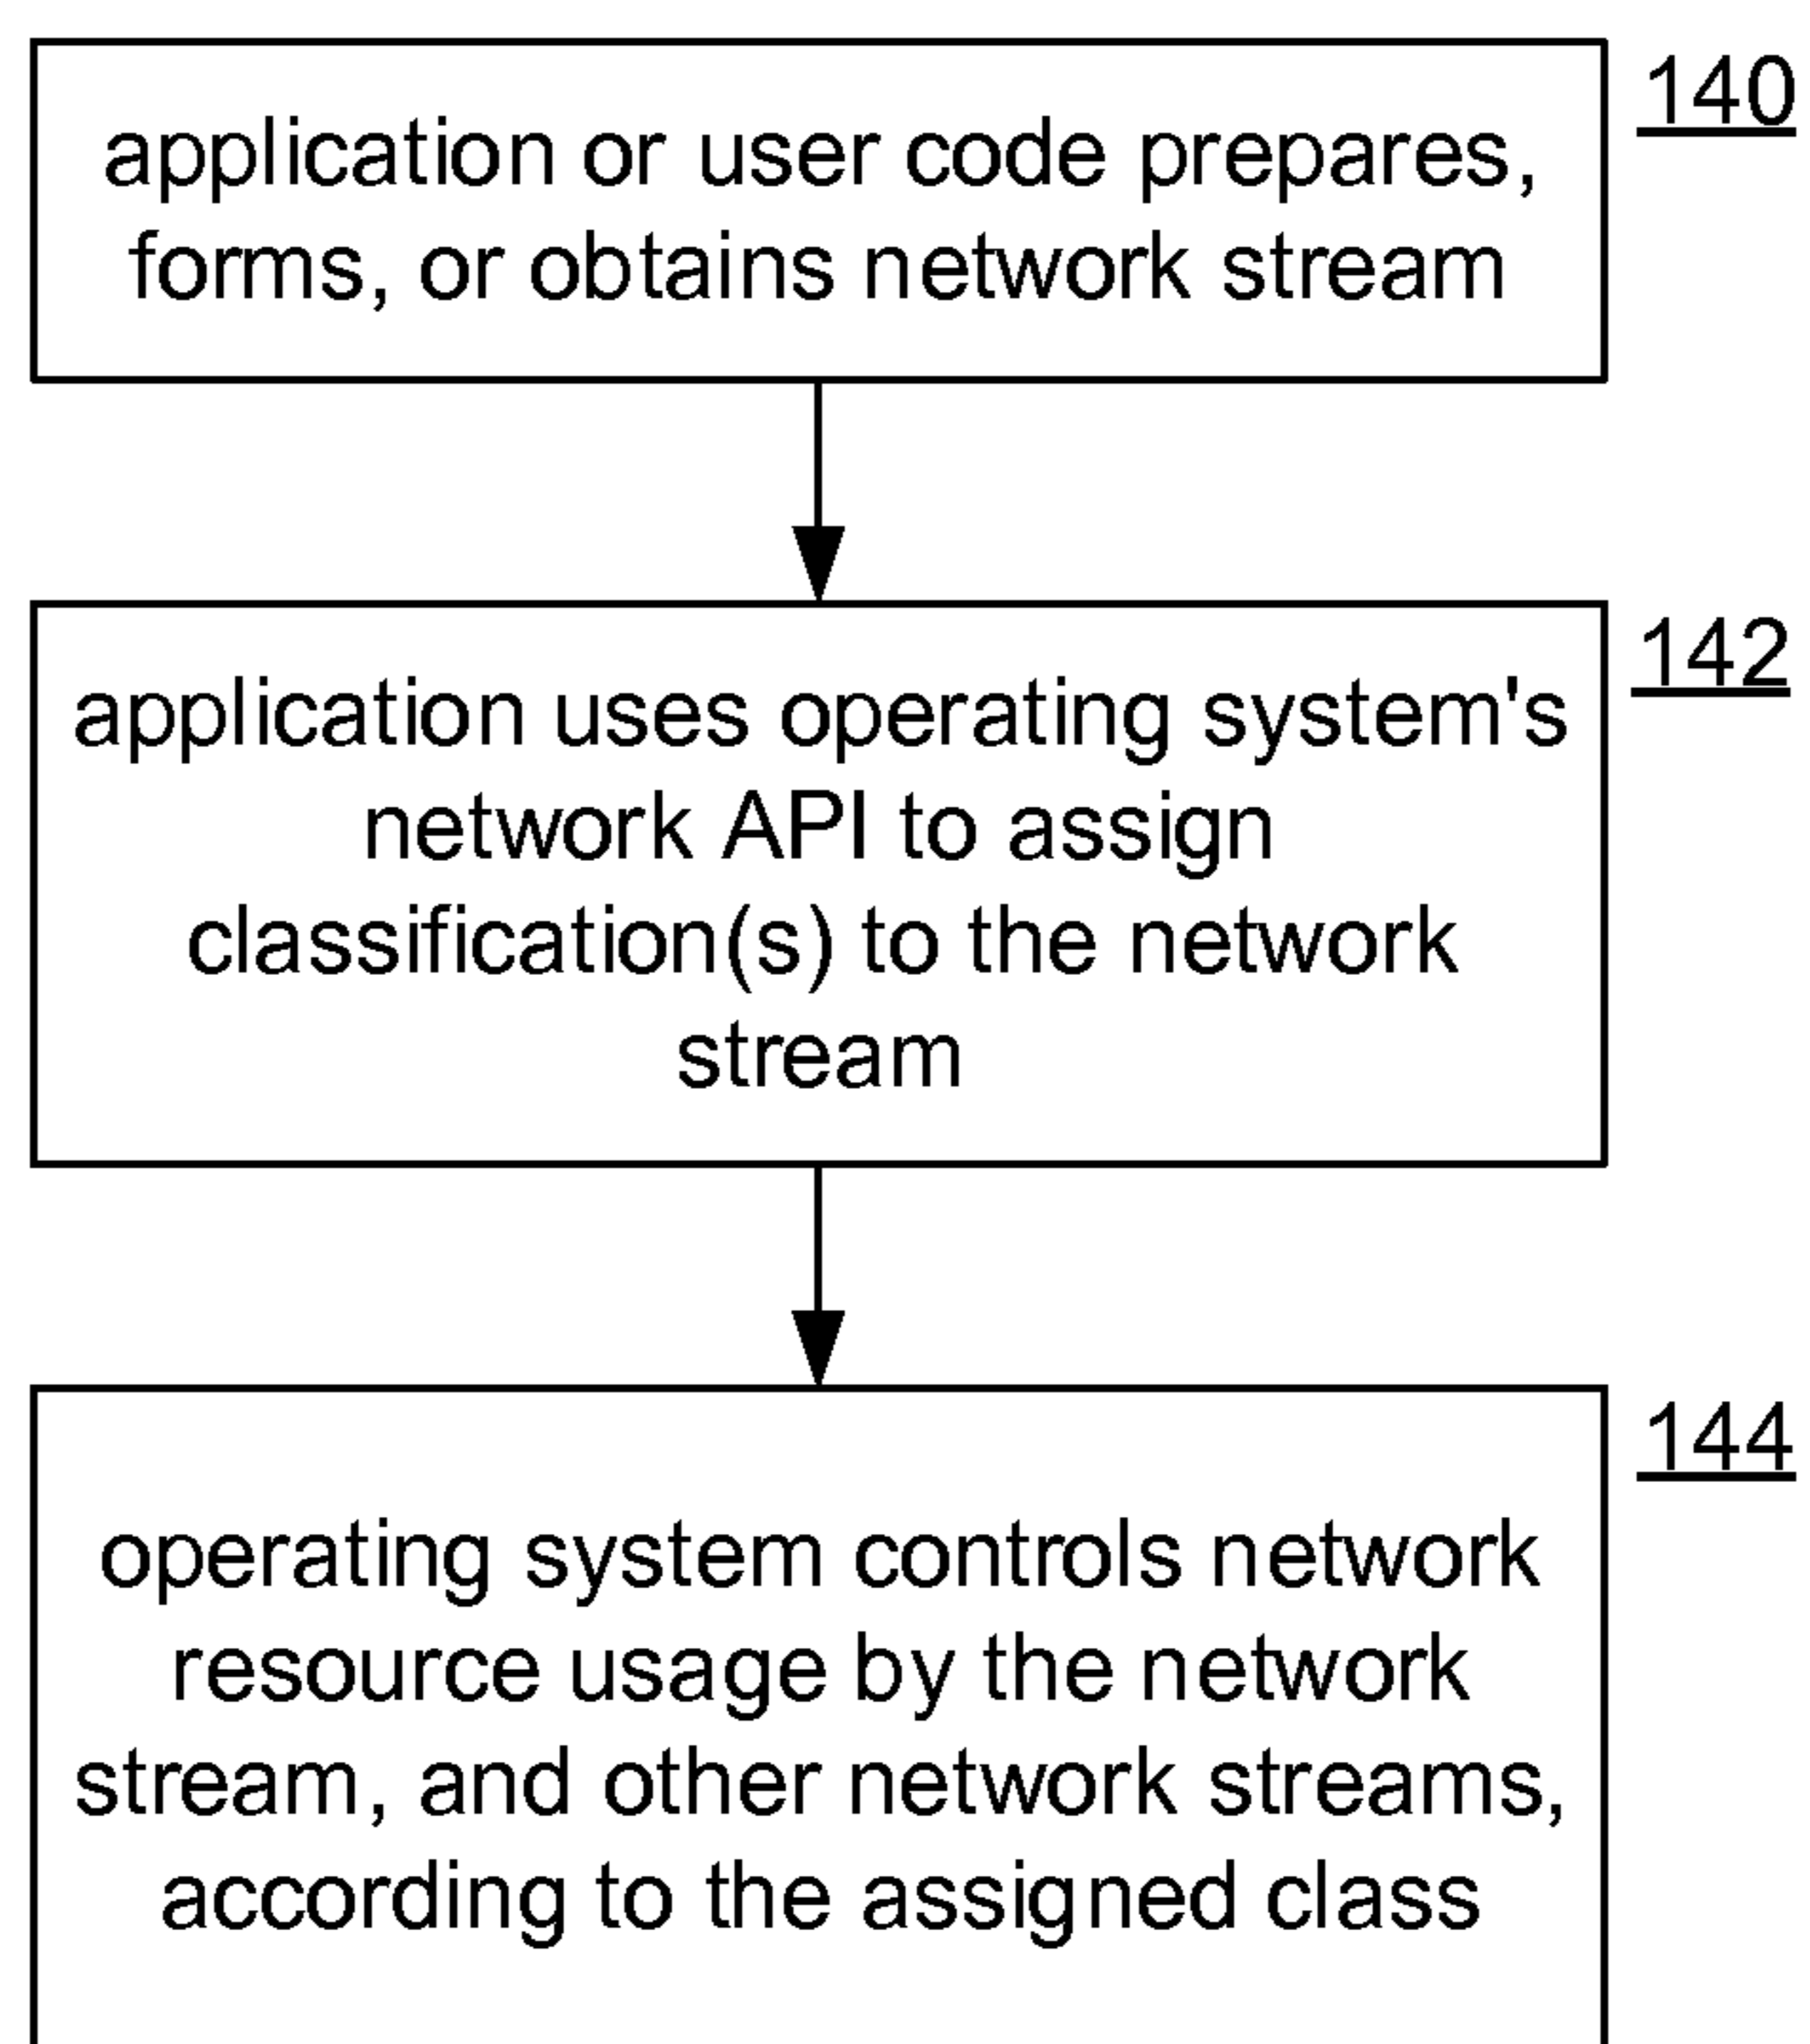 140
application or user code prepares,
forms, or obtains network stream
142
application uses operating system's
network API to assign
classification(s) to the network
stream
144
operating system controls network
resource usage by the network
stream, and other network streams,
according to the assigned class